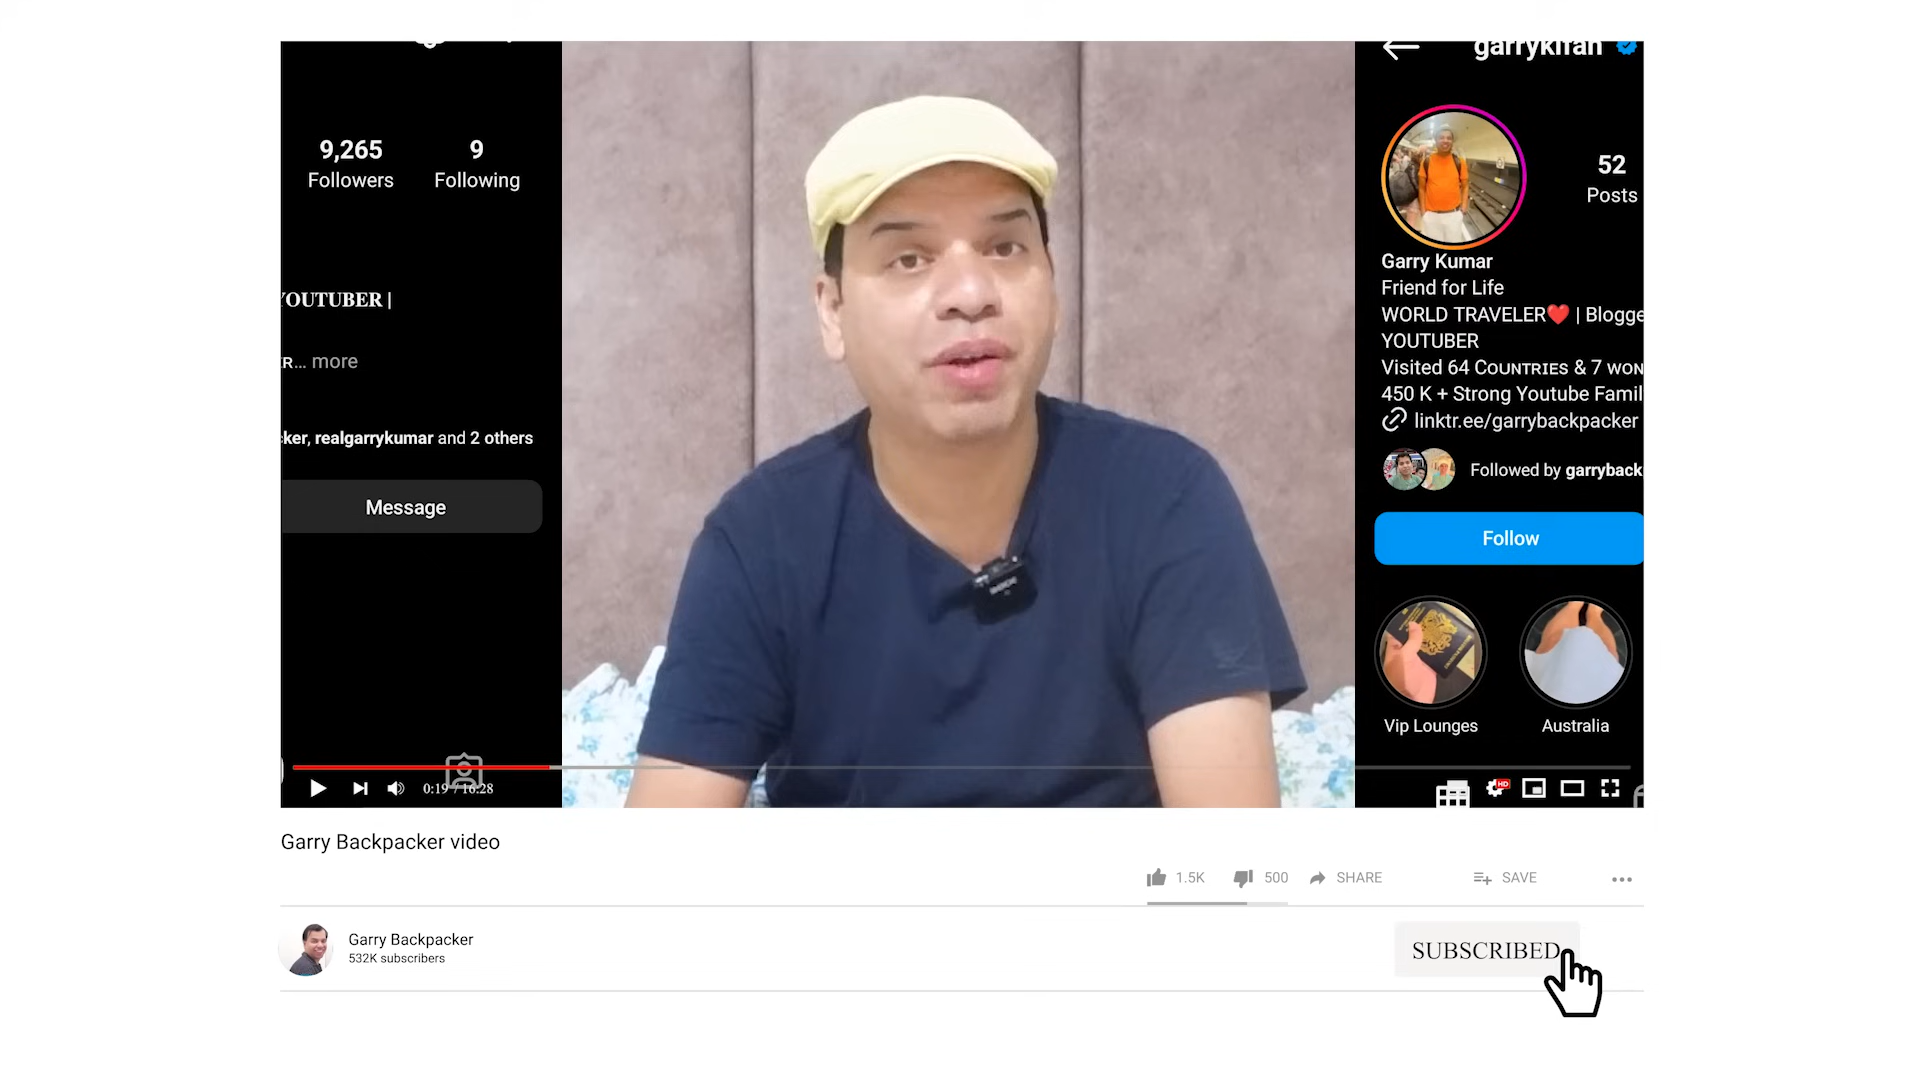 9,265
Followers
9
Following
YOUTUBER |
R... more
ker, realgarrykumar and 2 others
Message
garrykifan
52
Posts
Garry Kumar
Friend for Life
WORLD TRAVELER❤️ | Blogge
YOUTUBER
Visited 64 COUNTRIES & 7 WON
450 K + Strong Youtube Famil
linktr.ee/garrybackpacker
Followed by garryback
Follow
Vip Lounges
Australia
0:19 / 16:28
HD
Garry Backpacker video
1.5K
500
SHARE
SAVE
Garry Backpacker
532K subscribers
SUBSCRIBED